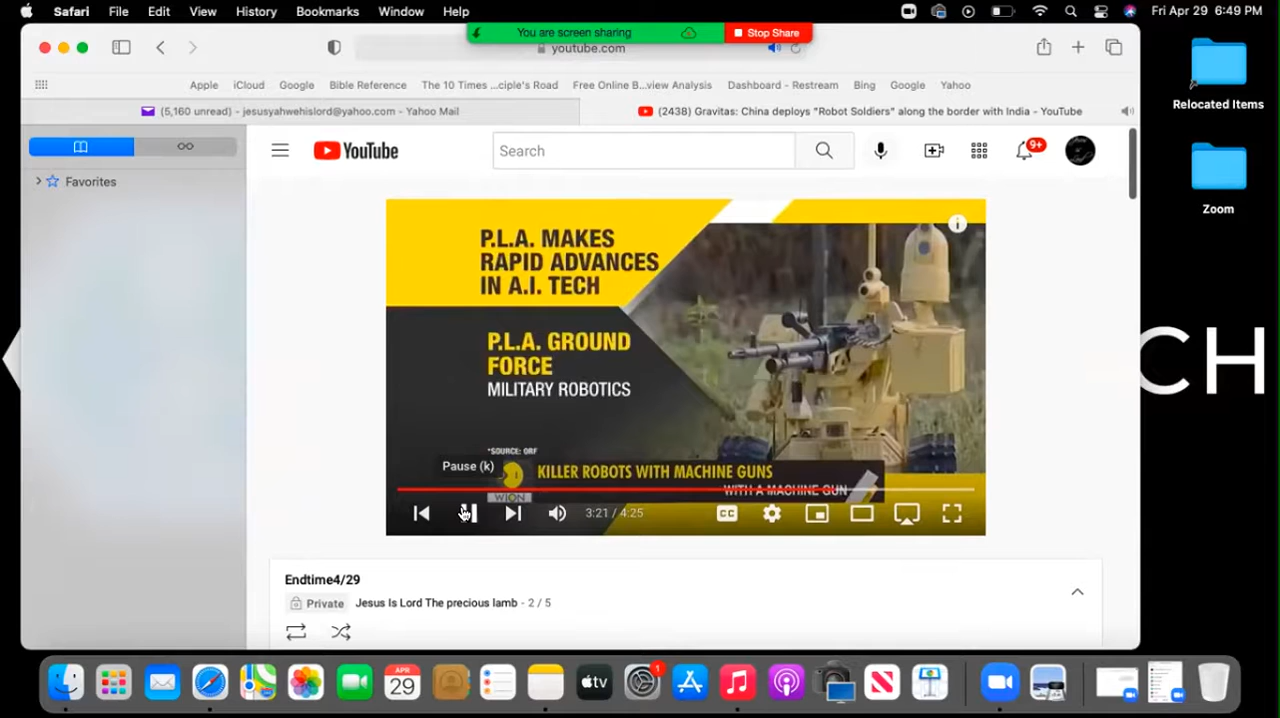 Safari File Edit View History Bookmarks Window Help Fri Apr 29 6:49 PM
You are screen sharing Stop Share
youtube.com
Apple iCloud Google Bible Reference The 10 Times ...ciple's Road Free Online B...view Analysis Dashboard - Restream Bing Google Yahoo
(5,160 unread) - jesusyahwehislord@yahoo.com - Yahoo Mail
(2438) Gravitas: China deploys "Robot Soldiers" along the border with India - YouTube
Relocated Items
Favorites
YouTube
Search
9+
Zoom
P.L.A. MAKES
RAPID ADVANCES
IN A.I. TECH
P.L.A. GROUND
FORCE
MILITARY ROBOTICS
CH
*SOURCE: ORF
Pause (k)
KILLER ROBOTS WITH MACHINE GUNS
WITH A MACHINE GUN
WION
3:21 / 4:25
CC
Endtime4/29
Private Jesus Is Lord The precious lamb - 2 / 5
APR
29
tv
1